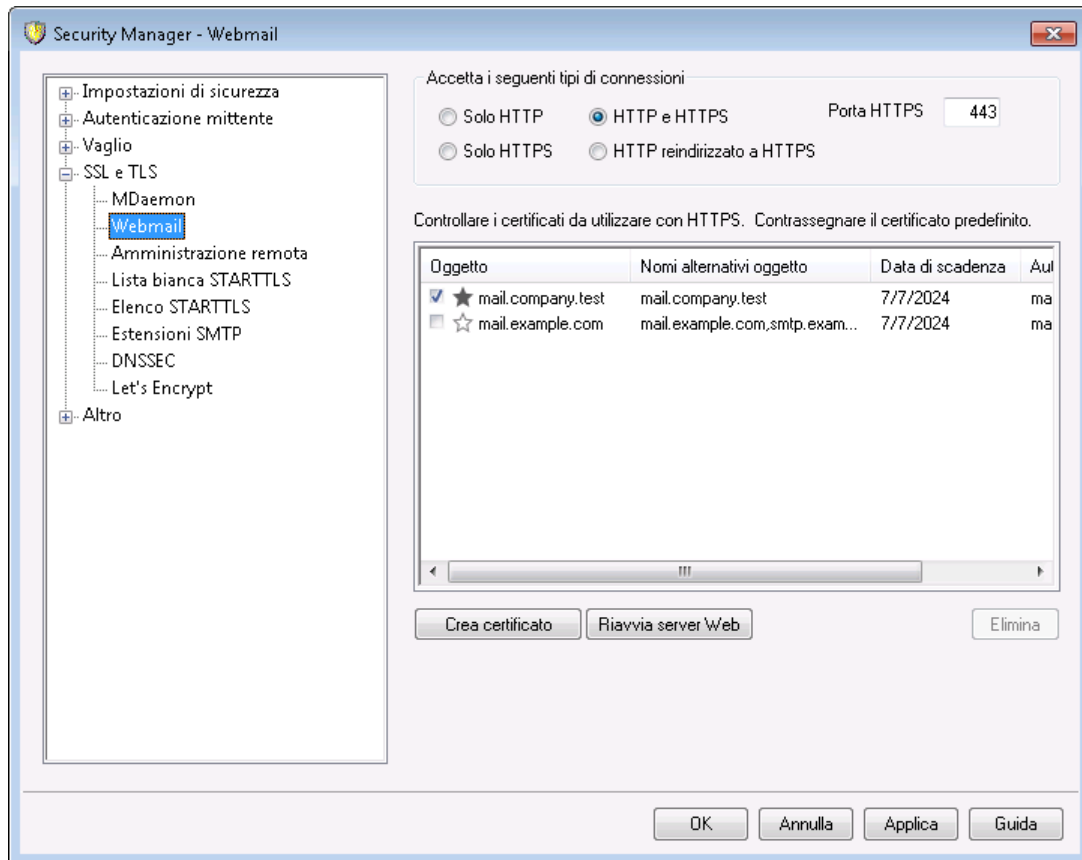 Security Manager - Webmail
Impostazioni di sicurezza
Autenticazione mittente
Vaglio
SSL e TLS
MDaemon
Webmail
Amministrazione remota
Lista bianca STARTTLS
Elenco STARTTLS
Estensioni SMTP
DNSSEC
Let's Encrypt
Altro
Accetta i seguenti tipi di connessioni
Solo HTTP HTTP e HTTPS Porta HTTPS 443
Solo HTTPS HTTP reindirizzato a HTTPS
Controllare i certificati da utilizzare con HTTPS. Contrassegnare il certificato predefinito.
Oggetto Nomi alternativi oggetto Data di scadenza Aut
mail.company.test mail.company.test 7/7/2024 ma
mail.example.com mail.example.com,smtp.exam... 7/7/2024 ma
Crea certificato Riavvia server Web Elimina
OK Annulla Applica Guida